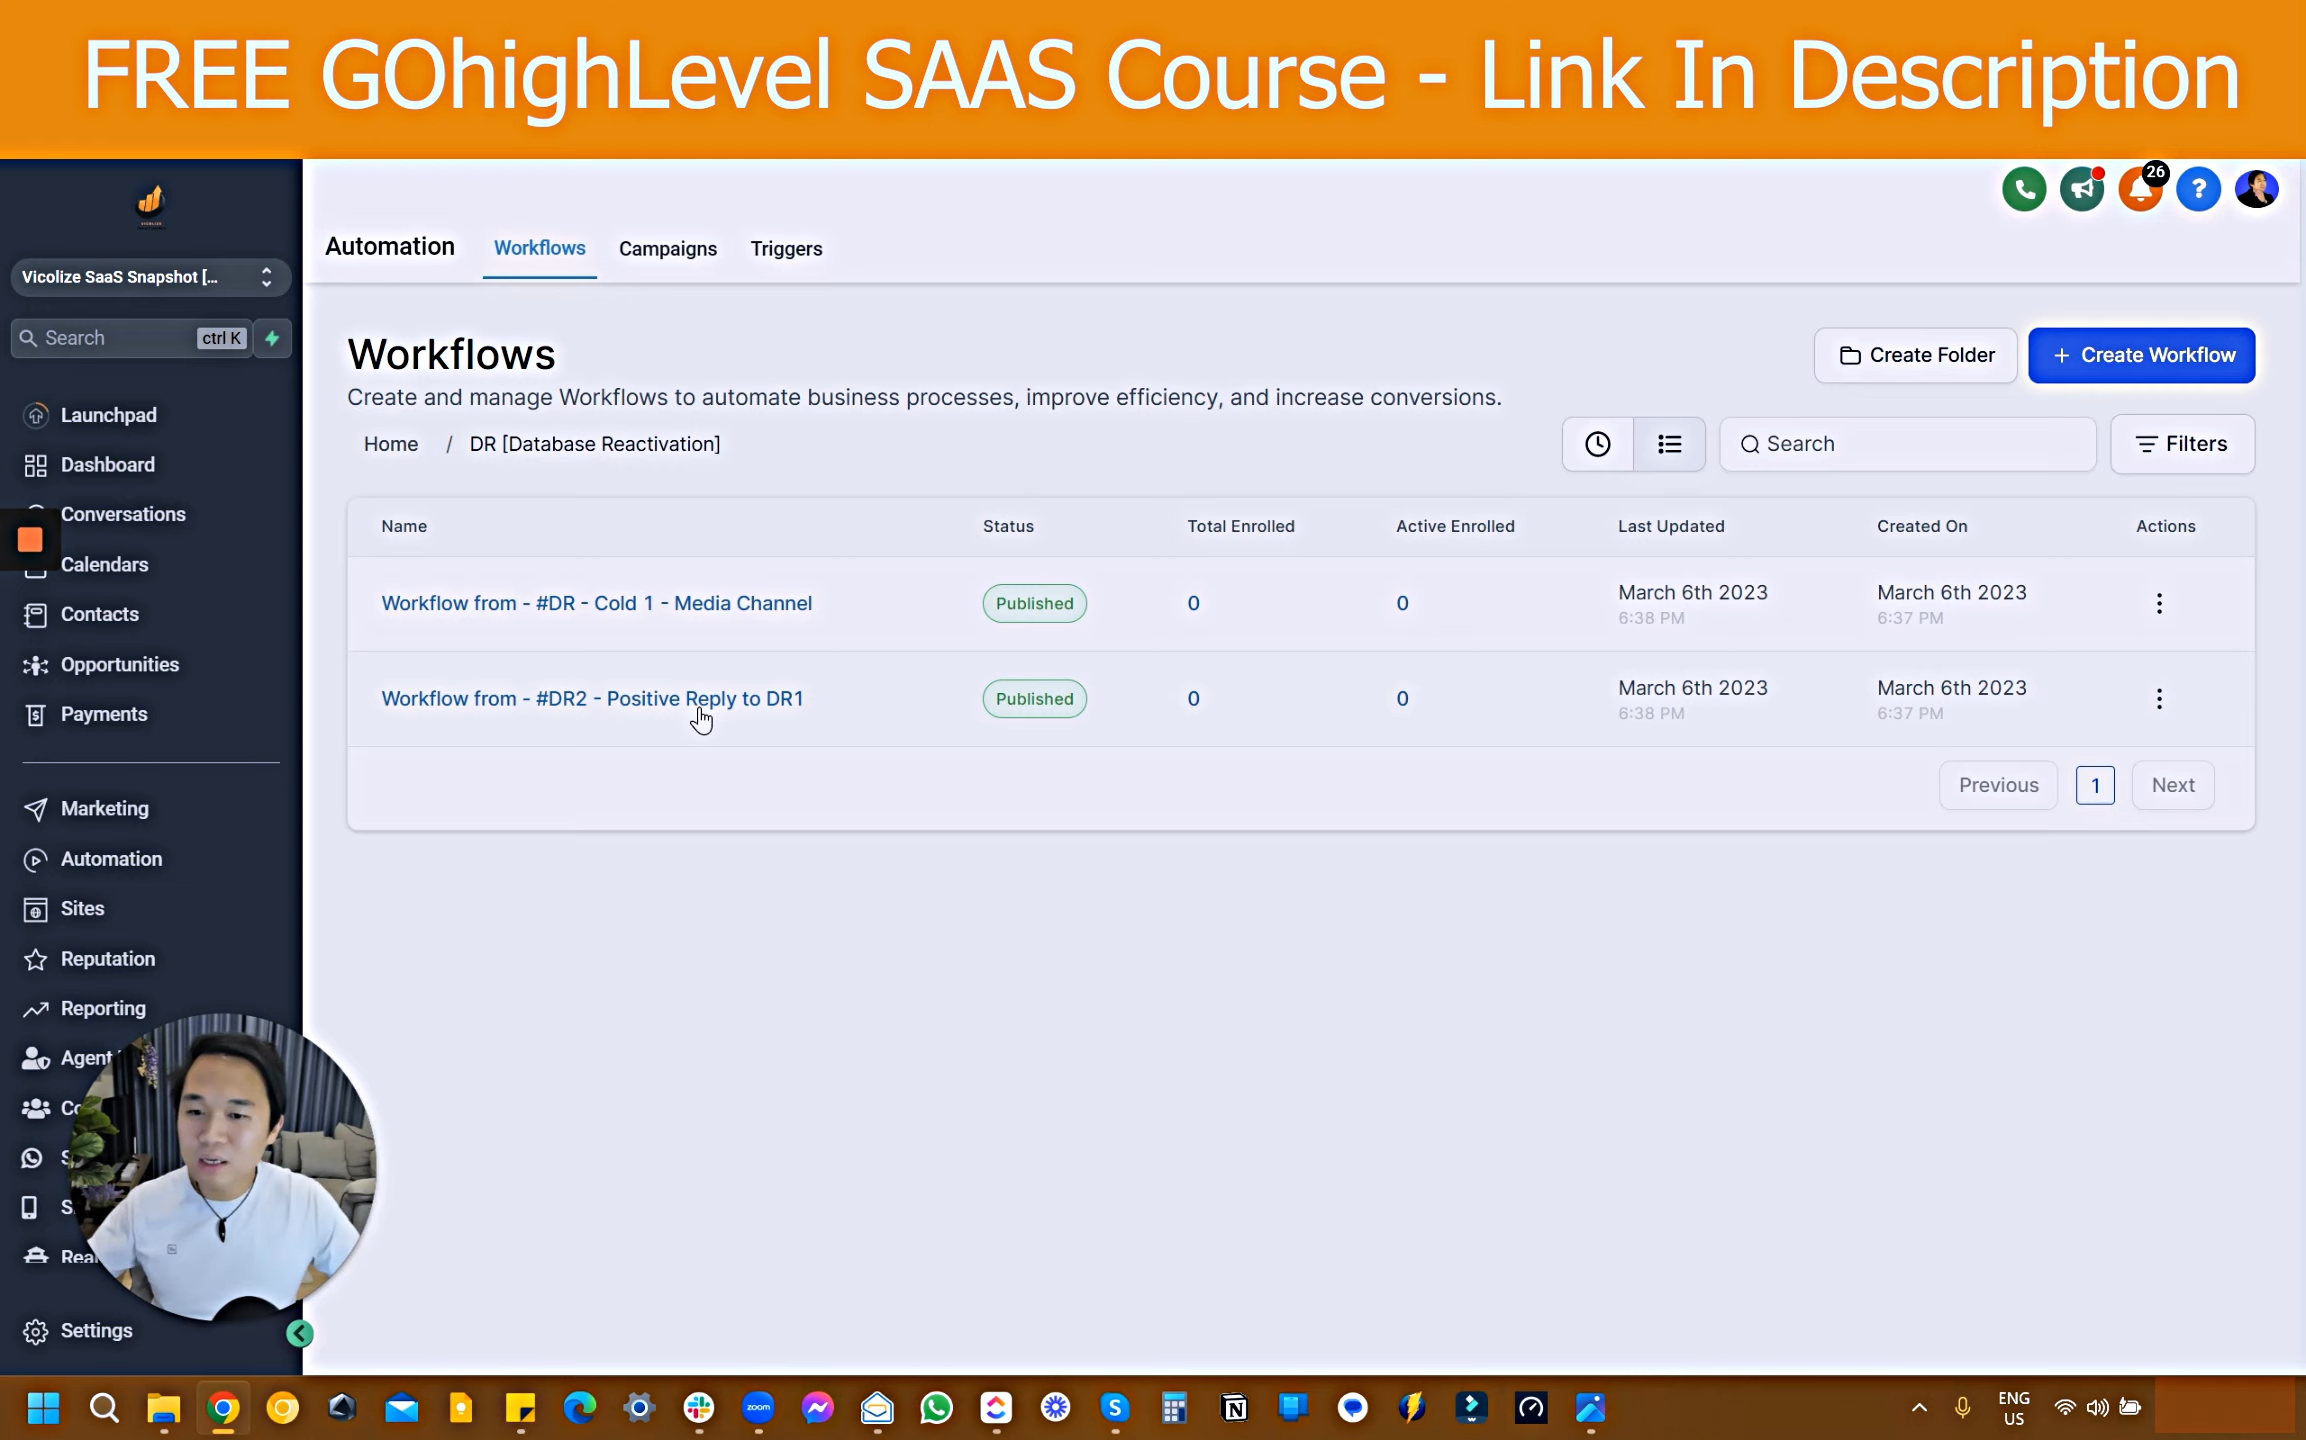 FREE GOhighLevel SAAS Course - Link In Description
26
Automation
Workflows
Campaigns
Triggers
Vicolize SaaS Snapshot [...
Search
ctrl K
Launchpad
Dashboard
Conversations
Calendars
Contacts
Opportunities
Payments
Marketing
Automation
Sites
Reputation
Reporting
Agent
Co
S
S
Rea
Settings
Workflows
Create and manage Workflows to automate business processes, improve efficiency, and increase conversions.
Create Folder
+ Create Workflow
Home / DR [Database Reactivation]
Search
Filters
Name Status Total Enrolled Active Enrolled Last Updated Created On Actions
Workflow from - #DR - Cold 1 - Media Channel Published 0 0 March 6th 2023 March 6th 2023
6:38 PM 6:37 PM
Workflow from - #DR2 - Positive Reply to DR1 Published 0 0 March 6th 2023 March 6th 2023
6:38 PM 6:37 PM
Previous 1 Next
zoom
ENG
US